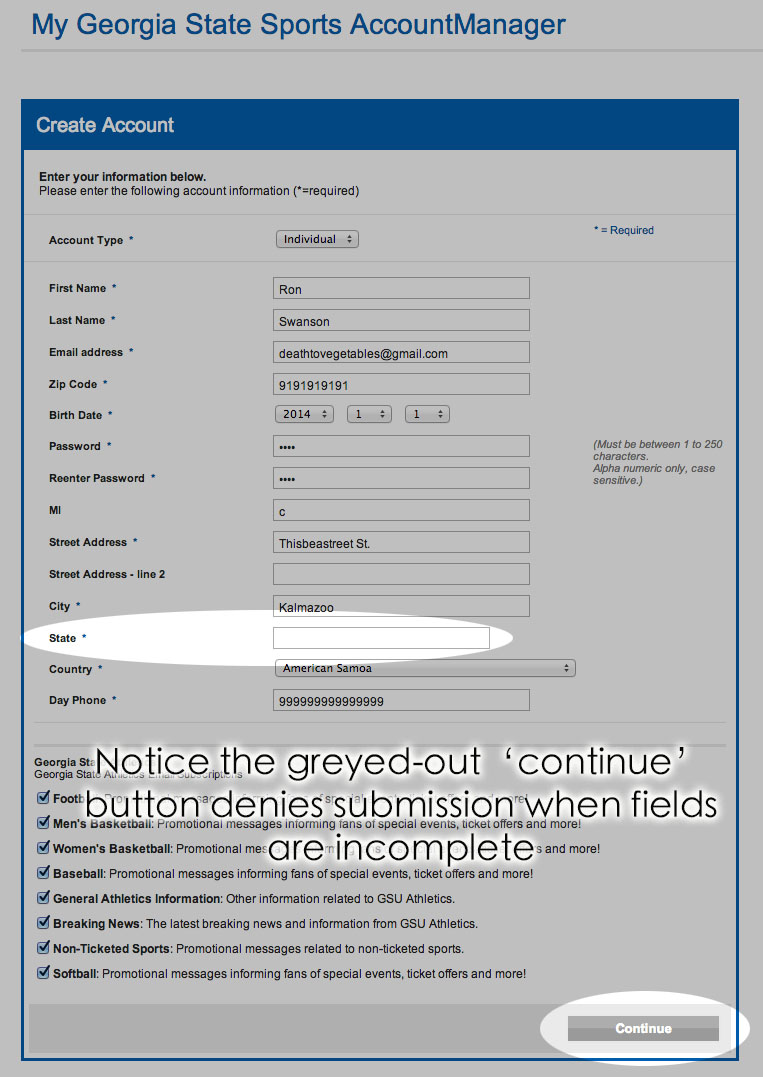 My Georgia State Sports AccountManager
Create Account
Enter your information below.
Please enter the following account information (*=required)
Account Type * Individual
* = Required
First Name * Ron
Last Name * Swanson
Email address * deathtovegetables@gmail.com
Zip Code * 9191919191
Birth Date * 2014 1 1
Password * ••••
(Must be between 1 to 250
characters.
Alpha numeric only, case
sensitive.)
Reenter Password * ••••
MI c
Street Address * Thisbeastreet St.
Street Address - line 2
City * Kalmazoo
State *
Country * American Samoa
Day Phone * 999999999999999
Notice the greyed-out ‘continue’
button denies submission when fields
are incomplete
Georgia State Athletics Email Subscriptions
Men's Basketball: Promotional messages informing fans of special events, ticket offers and more!
Women's Basketball: Promotional and more!
Baseball: Promotional messages informing fans of special events, ticket offers and more!
General Athletics Information: Other information related to GSU Athletics.
Breaking News: The latest breaking news and information from GSU Athletics.
Non-Ticketed Sports: Promotional messages related to non-ticketed sports.
Softball: Promotional messages informing fans of special events, ticket offers and more!
Continue